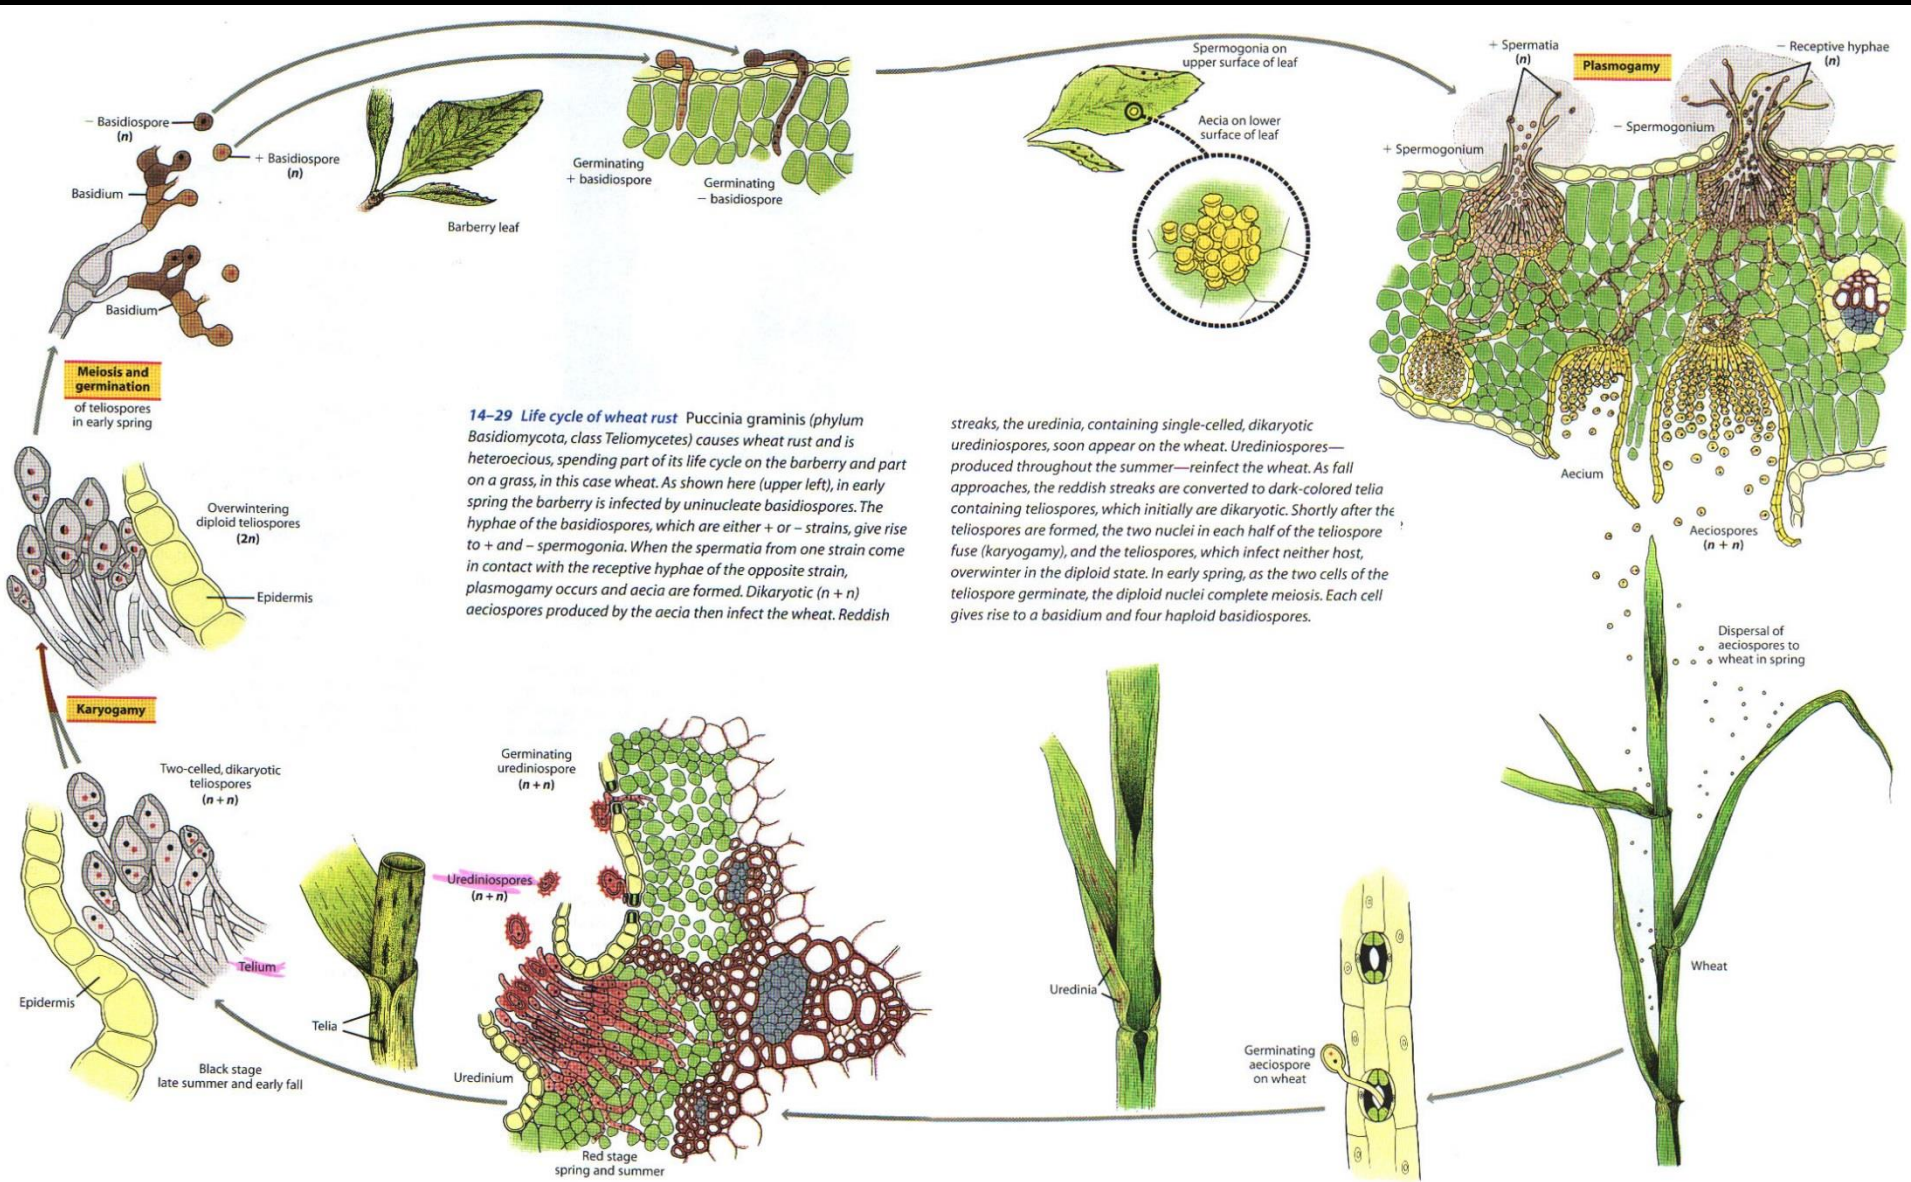 − Basidiospore
(n)
+ Basidiospore
(n)
Basidium
Basidium
Barberry leaf
Germinating
+ basidiospore
Germinating
− basidiospore
Spermogonia on
upper surface of leaf
Aecia on lower
surface of leaf
+ Spermatia
(n)
Plasmogamy
− Receptive hyphae
(n)
+ Spermogonium
− Spermogonium
Aecium
Aeciospores
(n + n)
Meiosis and
germination
of teliospores
in early spring
14–29 Life cycle of wheat rust Puccinia graminis (phylum
Basidiomycota, class Teliomycetes) causes wheat rust and is
heteroecious, spending part of its life cycle on the barberry and part
on a grass, in this case wheat. As shown here (upper left), in early
spring the barberry is infected by uninucleate basidiospores. The
hyphae of the basidiospores, which are either + or – strains, give rise
to + and – spermogonia. When the spermatia from one strain come
in contact with the receptive hyphae of the opposite strain,
plasmogamy occurs and aecia are formed. Dikaryotic (n + n)
aeciospores produced by the aecia then infect the wheat. Reddish
streaks, the uredinia, containing single-celled, dikaryotic
urediniospores, soon appear on the wheat. Urediniospores—
produced throughout the summer—reinfect the wheat. As fall
approaches, the reddish streaks are converted to dark-colored telia
containing teliospores, which initially are dikaryotic. Shortly after the
teliospores are formed, the two nuclei in each half of the teliospore
fuse (karyogamy), and the teliospores, which infect neither host,
overwinter in the diploid state. In early spring, as the two cells of the
teliospore germinate, the diploid nuclei complete meiosis. Each cell
gives rise to a basidium and four haploid basidiospores.
Overwintering
diploid teliospores
(2n)
Epidermis
Karyogamy
Two-celled, dikaryotic
teliospores
(n + n)
Telium
Epidermis
Black stage
late summer and early fall
Telia
Germinating
urediniospore
(n + n)
Urediniospores
(n + n)
Uredinium
Red stage
spring and summer
Uredinia
Germinating
aeciospore
on wheat
Dispersal of
aeciospores to
wheat in spring
Wheat